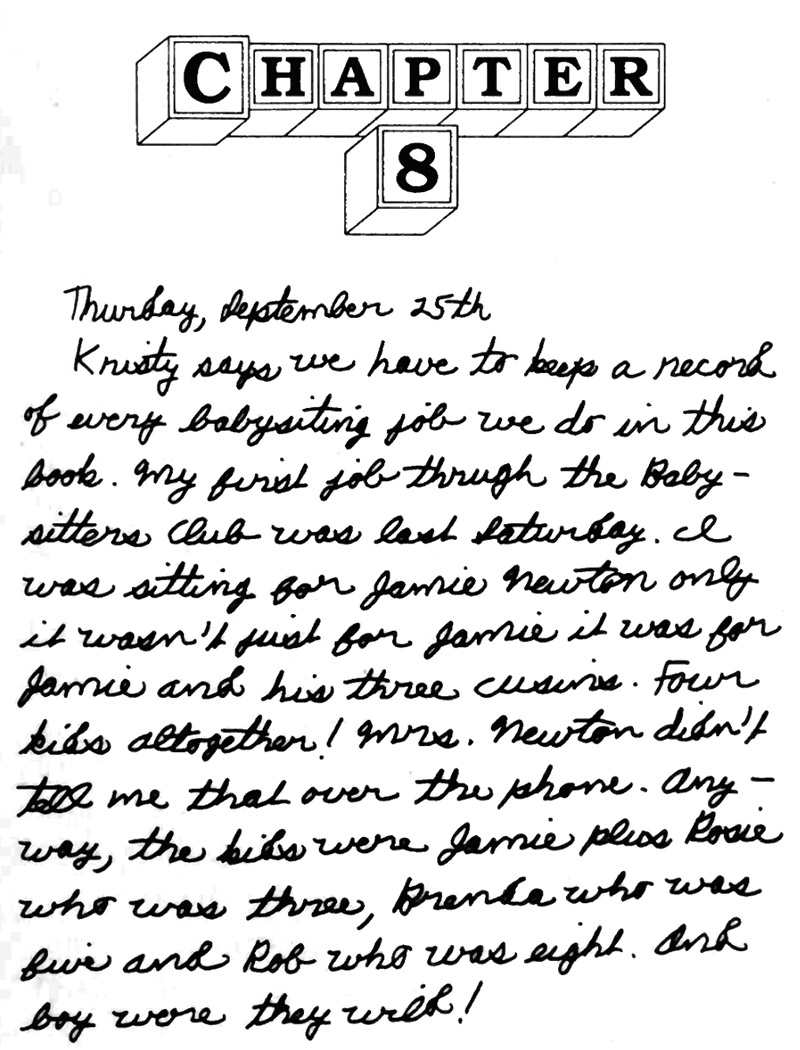 CHAPTER
8
Thursday, September 25th
Kristy says we have to keep a record
of every babysiting job we do in this
book. My first job through the Baby-
sitters Club was last Saturday. I
was sitting for Jamie Newton only
it wasn't just for Jamie it was for
Jamie and his three cusins. Four
kids altogether! Mrs. Newton didn't
tell me that over the phone. Any-
way, the kids were Jamie plus Rosie
who was three, Brenda who was
five and Rob who was eight. And
boy were they wild!